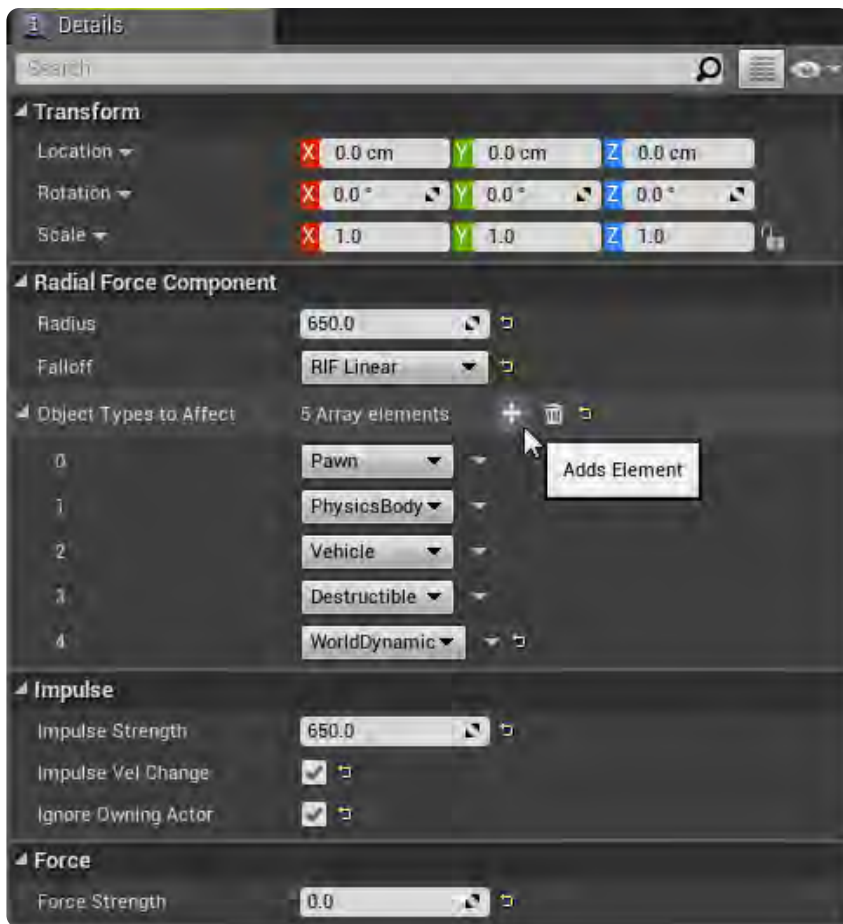 Details
Search
Transform
Location X 0.0 cm Y 0.0 cm Z 0.0 cm
Rotation X 0.0 ° Y 0.0 ° Z 0.0 °
Scale X 1.0 Y 1.0 Z 1.0
Radial Force Component
Radius 650.0
Falloff RIF Linear
Object Types to Affect 5 Array elements
0 Pawn
Adds Element
1 PhysicsBody
2 Vehicle
3 Destructible
4 WorldDynamic
Impulse
Impulse Strength 650.0
Impulse Vel Change
Ignore Owning Actor
Force
Force Strength 0.0